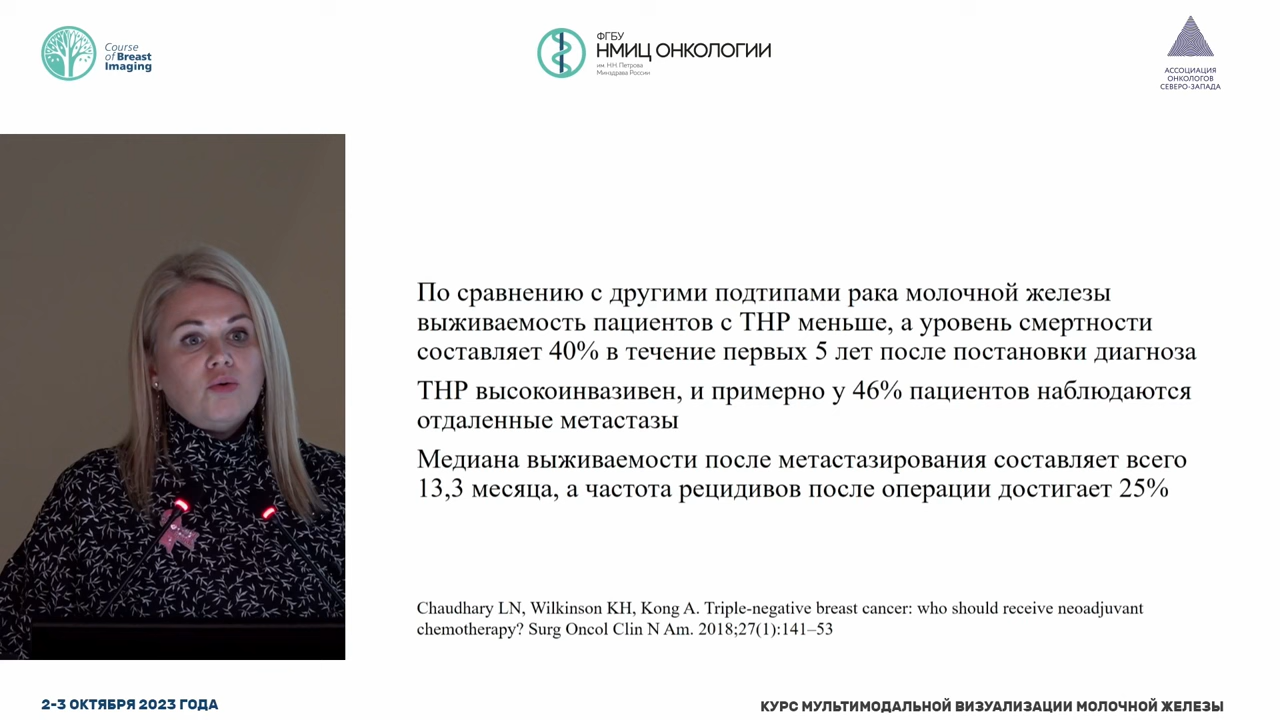 Course
of Breast
Imaging
ФГБУ
НМИЦ ОНКОЛОГИИ
им. Н.Н. Петрова
Минздрава России
АССОЦИАЦИЯ
ОНКОЛОГОВ
СЕВЕРО-ЗАПАДА
По сравнению с другими подтипами рака молочной железы
выживаемость пациентов с ТНР меньше, а уровень смертности
составляет 40% в течение первых 5 лет после постановки диагноза
ТНР высокоинвазивен, и примерно у 46% пациентов наблюдаются
отдаленные метастазы
Медиана выживаемости после метастазирования составляет всего
13,3 месяца, а частота рецидивов после операции достигает 25%
Chaudhary LN, Wilkinson KH, Kong A. Triple-negative breast cancer: who should receive neoadjuvant
chemotherapy? Surg Oncol Clin N Am. 2018;27(1):141–53
2-3 ОКТЯБРЯ 2023 ГОДА
КУРС МУЛЬТИМОДАЛЬНОЙ ВИЗУАЛИЗАЦИИ МОЛОЧНОЙ ЖЕЛЕЗЫ